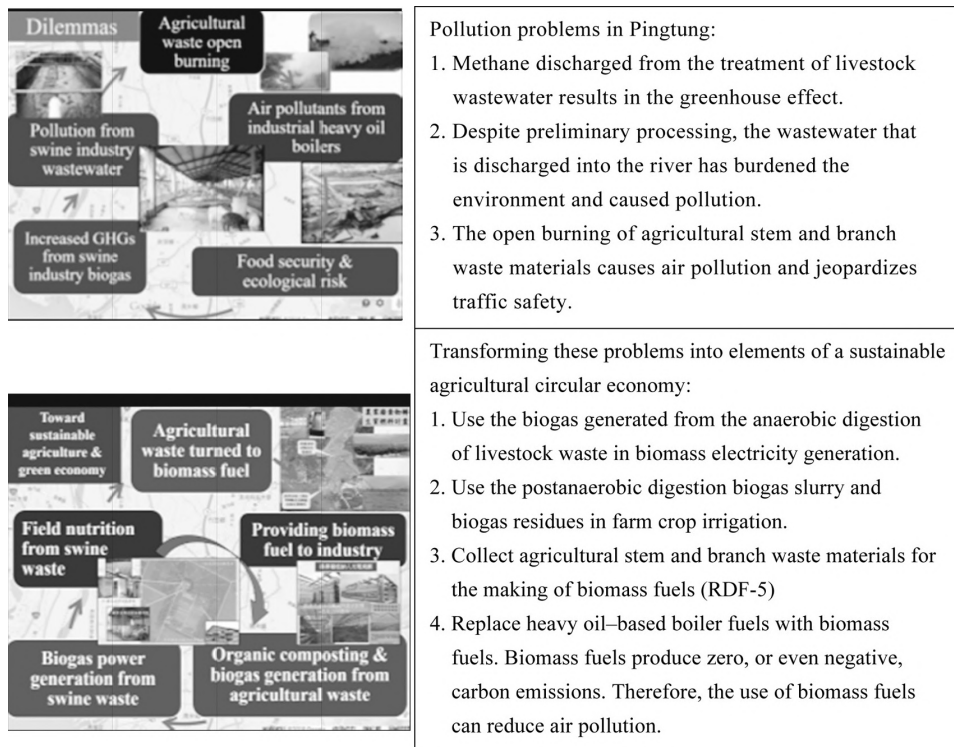 Dilemmas
Agricultural
waste open
burning
Air pollutants from
industrial heavy oil
boilers
Pollution from
swine industry
wastewater
Increased GHGs
from swine
industry biogas
Food security &
ecological risk
Pollution problems in Pingtung:
1. Methane discharged from the treatment of livestock
wastewater results in the greenhouse effect.
2. Despite preliminary processing, the wastewater that
is discharged into the river has burdened the
environment and caused pollution.
3. The open burning of agricultural stem and branch
waste materials causes air pollution and jeopardizes
traffic safety.
Toward
sustainable
agriculture &
green economy
Agricultural
waste turned to
biomass fuel
Field nutrition
from swine
waste
Providing biomass
fuel to industry
Biogas power
generation from
swine waste
Organic composting &
biogas generation from
agricultural waste
Transforming these problems into elements of a sustainable
agricultural circular economy:
1. Use the biogas generated from the anaerobic digestion
of livestock waste in biomass electricity generation.
2. Use the postanaerobic digestion biogas slurry and
biogas residues in farm crop irrigation.
3. Collect agricultural stem and branch waste materials for
the making of biomass fuels (RDF-5)
4. Replace heavy oil–based boiler fuels with biomass
fuels. Biomass fuels produce zero, or even negative,
carbon emissions. Therefore, the use of biomass fuels
can reduce air pollution.